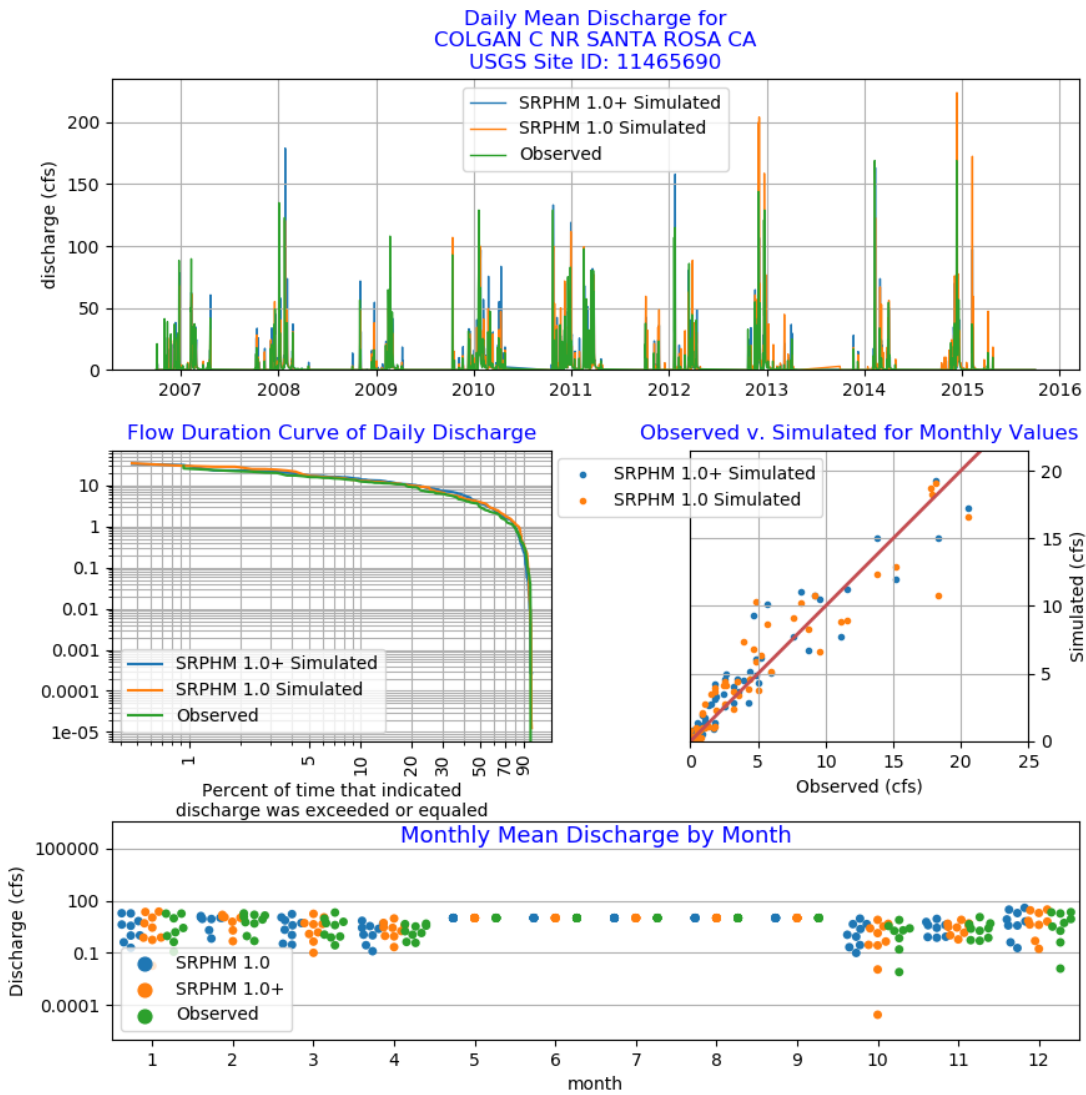 Daily Mean Discharge for
COLGAN C NR SANTA ROSA CA
USGS Site ID: 11465690
SRPHM 1.0+ Simulated
SRPHM 1.0 Simulated
Observed
200
150
100
50
0
discharge (cfs)
2007 2008 2009 2010 2011 2012 2013 2014 2015 2016
Flow Duration Curve of Daily Discharge
10
1
0.1
0.01
0.001
0.0001
1e-05
SRPHM 1.0+ Simulated
SRPHM 1.0 Simulated
Observed
1 5 10 20 30 50 70 90
Percent of time that indicated
discharge was exceeded or equaled
Observed v. Simulated for Monthly Values
SRPHM 1.0+ Simulated
SRPHM 1.0 Simulated
20
15
10
5
0
Simulated (cfs)
0 5 10 15 20 25
Observed (cfs)
Monthly Mean Discharge by Month
100000
100
0.1
0.0001
Discharge (cfs)
SRPHM 1.0
SRPHM 1.0+
Observed
1 2 3 4 5 6 7 8 9 10 11 12
month